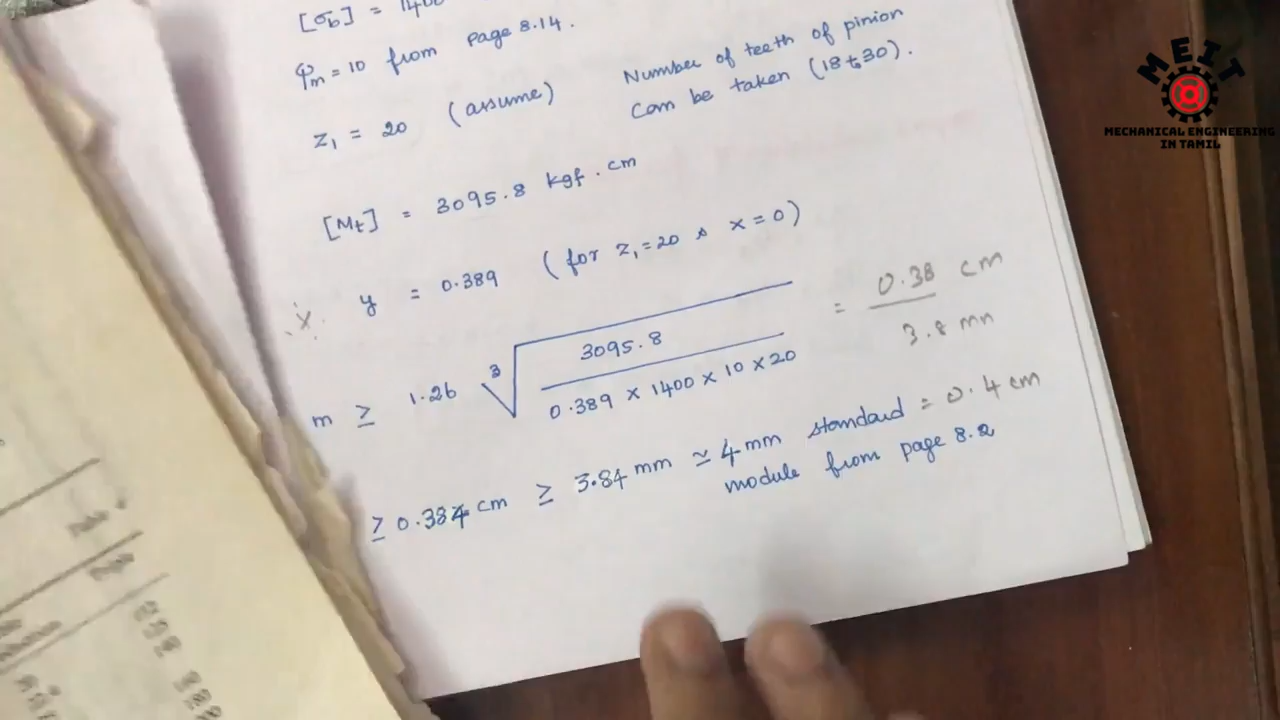 [σb] = 1400
φm = 10 from page 8.14.
z1 = 20 (assume) Number of teeth of pinion
can be taken (18 to 30).
[Mt] = 3095.8 kgf.cm
y = 0.389 (for z1=20 & x=0)
m ≥ 1.26 3√ 3095.8 / 0.389 × 1400 × 10 × 20 = 0.38 cm
3.8 mm
≥ 0.384 cm ≥ 3.84 mm ≃ 4 mm standard = 0.4 cm
module from page 8.2
MEIT
MECHANICAL ENGINEERING
IN TAMIL